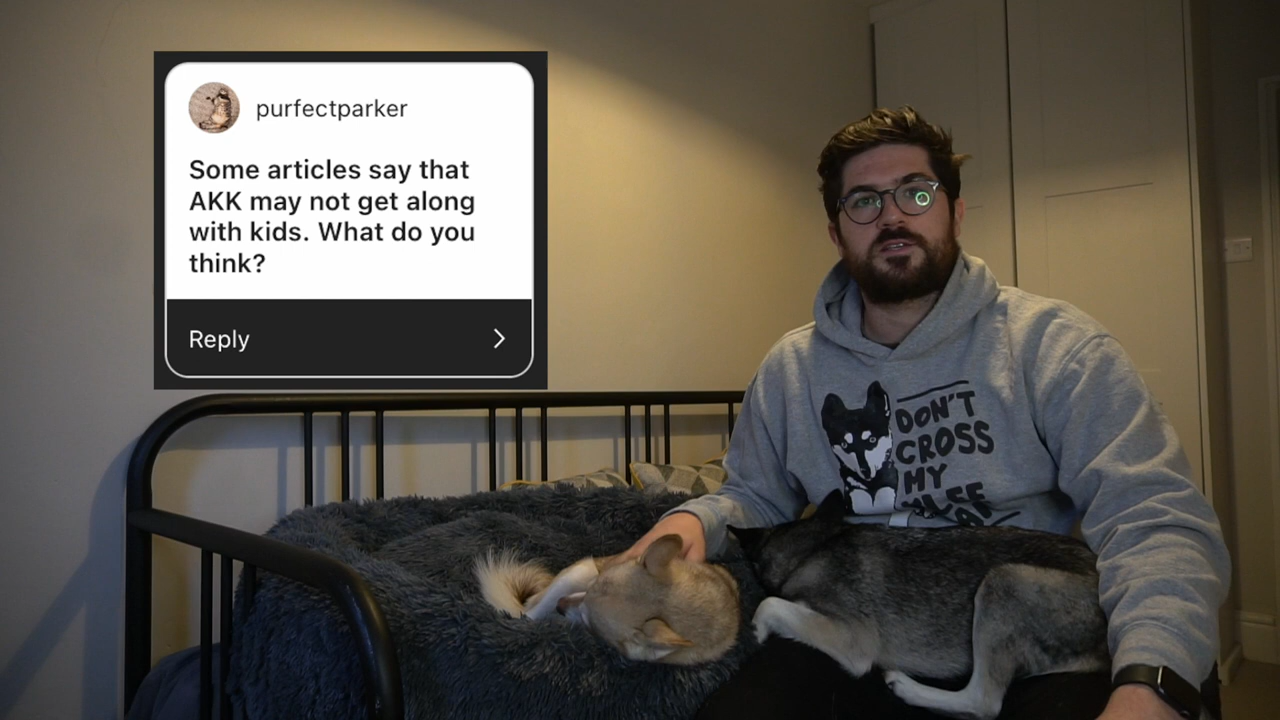 purfectparker
Some articles say that
AKK may not get along
with kids. What do you
think?
Reply
DON'T
CROSS
MY